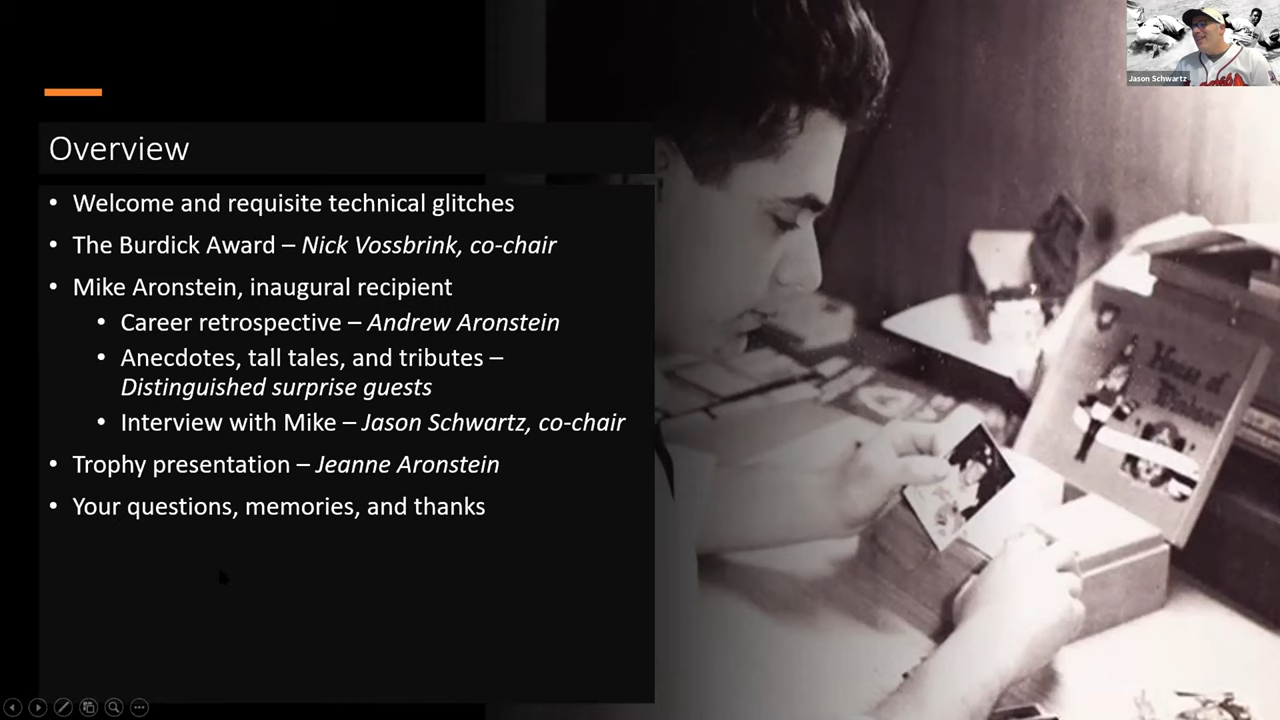 Jason Schwartz
Overview
• Welcome and requisite technical glitches
• The Burdick Award – Nick Vossbrink, co-chair
• Mike Aronstein, inaugural recipient
• Career retrospective – Andrew Aronstein
• Anecdotes, tall tales, and tributes –
Distinguished surprise guests
• Interview with Mike – Jason Schwartz, co-chair
• Trophy presentation – Jeanne Aronstein
• Your questions, memories, and thanks
House of